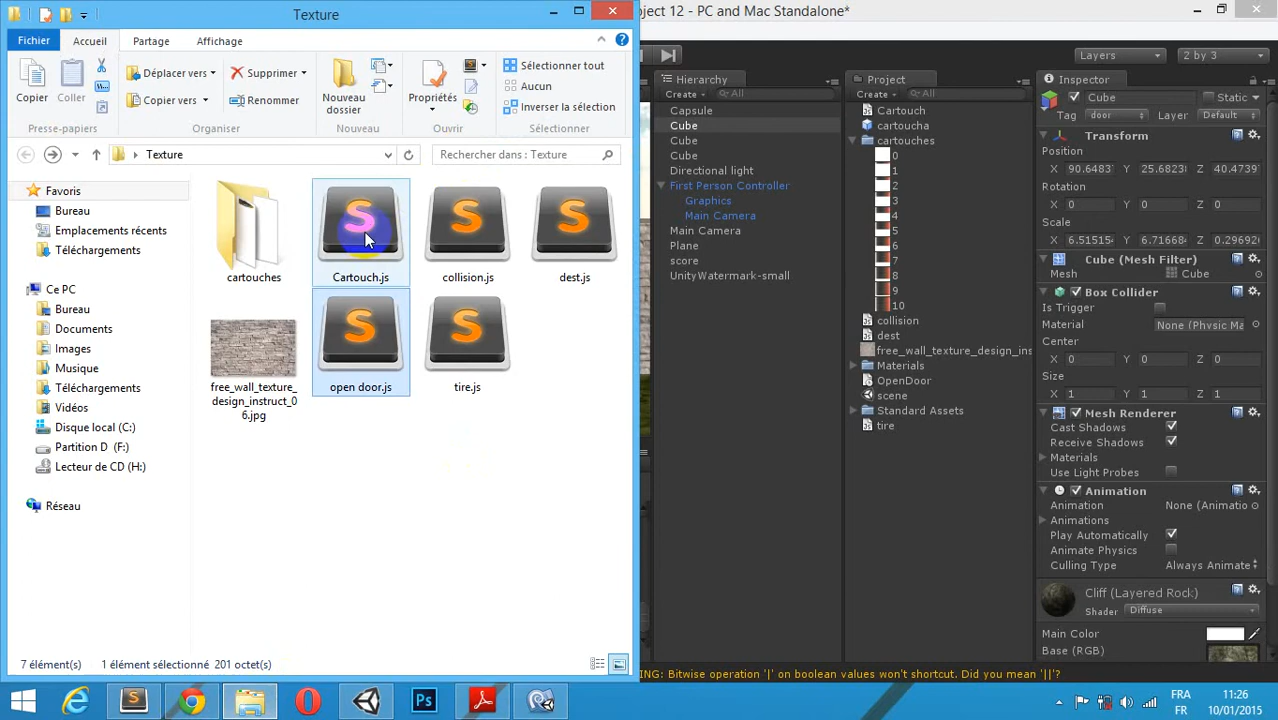 Texture
oject 12 - PC and Mac Standalone*
Fichier Accueil Partage Affichage
Copier Coller
Déplacer vers
Copier vers
Supprimer
Renommer
Nouveau
dossier
Propriétés
Sélectionner tout
Aucun
Inverser la sélection
Presse-papiers Organiser Nouveau Ouvrir Sélectionner
Texture
Rechercher dans : Texture
Favoris
Bureau
Emplacements récents
Téléchargements
Ce PC
Bureau
Documents
Images
Musique
Téléchargements
Vidéos
Disque local (C:)
Partition D (F:)
Lecteur de CD (H:)
Réseau
cartouches
Cartouch.js
collision.js
dest.js
free_wall_texture_
design_instruct_0
6.jpg
open door.js
tire.js
7 élément(s) 1 élément sélectionné 201 octet(s)
Layers 2 by 3
Hierarchy
Create All
Capsule
Cube
Cube
Cube
Directional light
First Person Controller
Graphics
Main Camera
Main Camera
Plane
score
UnityWatermark-small
Project
Create All
Cartouch
cartoucha
cartouches
0
1
2
3
4
5
6
7
8
9
10
collision
dest
free_wall_texture_design_ins
Materials
OpenDoor
scene
Standard Assets
tire
Inspector
Cube Static
Tag door Layer Default
Transform
Position
X 90.6483 Y 25.6823 Z 40.4739
Rotation
X 0 Y 0 Z 0
Scale
X 6.51515 Y 6.71668 Z 0.29692
Cube (Mesh Filter)
Mesh Cube
Box Collider
Is Trigger
Material None (Physic Ma
Center
X 0 Y 0 Z 0
Size
X 1 Y 1 Z 1
Mesh Renderer
Cast Shadows
Receive Shadows
Materials
Use Light Probes
Animation
Animation None (Animatio
Animations
Play Automatically
Animate Physics
Culling Type Always Animate
Cliff (Layered Rock)
Shader Diffuse
Main Color
Base (RGB)
NG: Bitwise operation '|' on boolean values won't shortcut. Did you mean '||'?
FRA
FR
11:26
10/01/2015